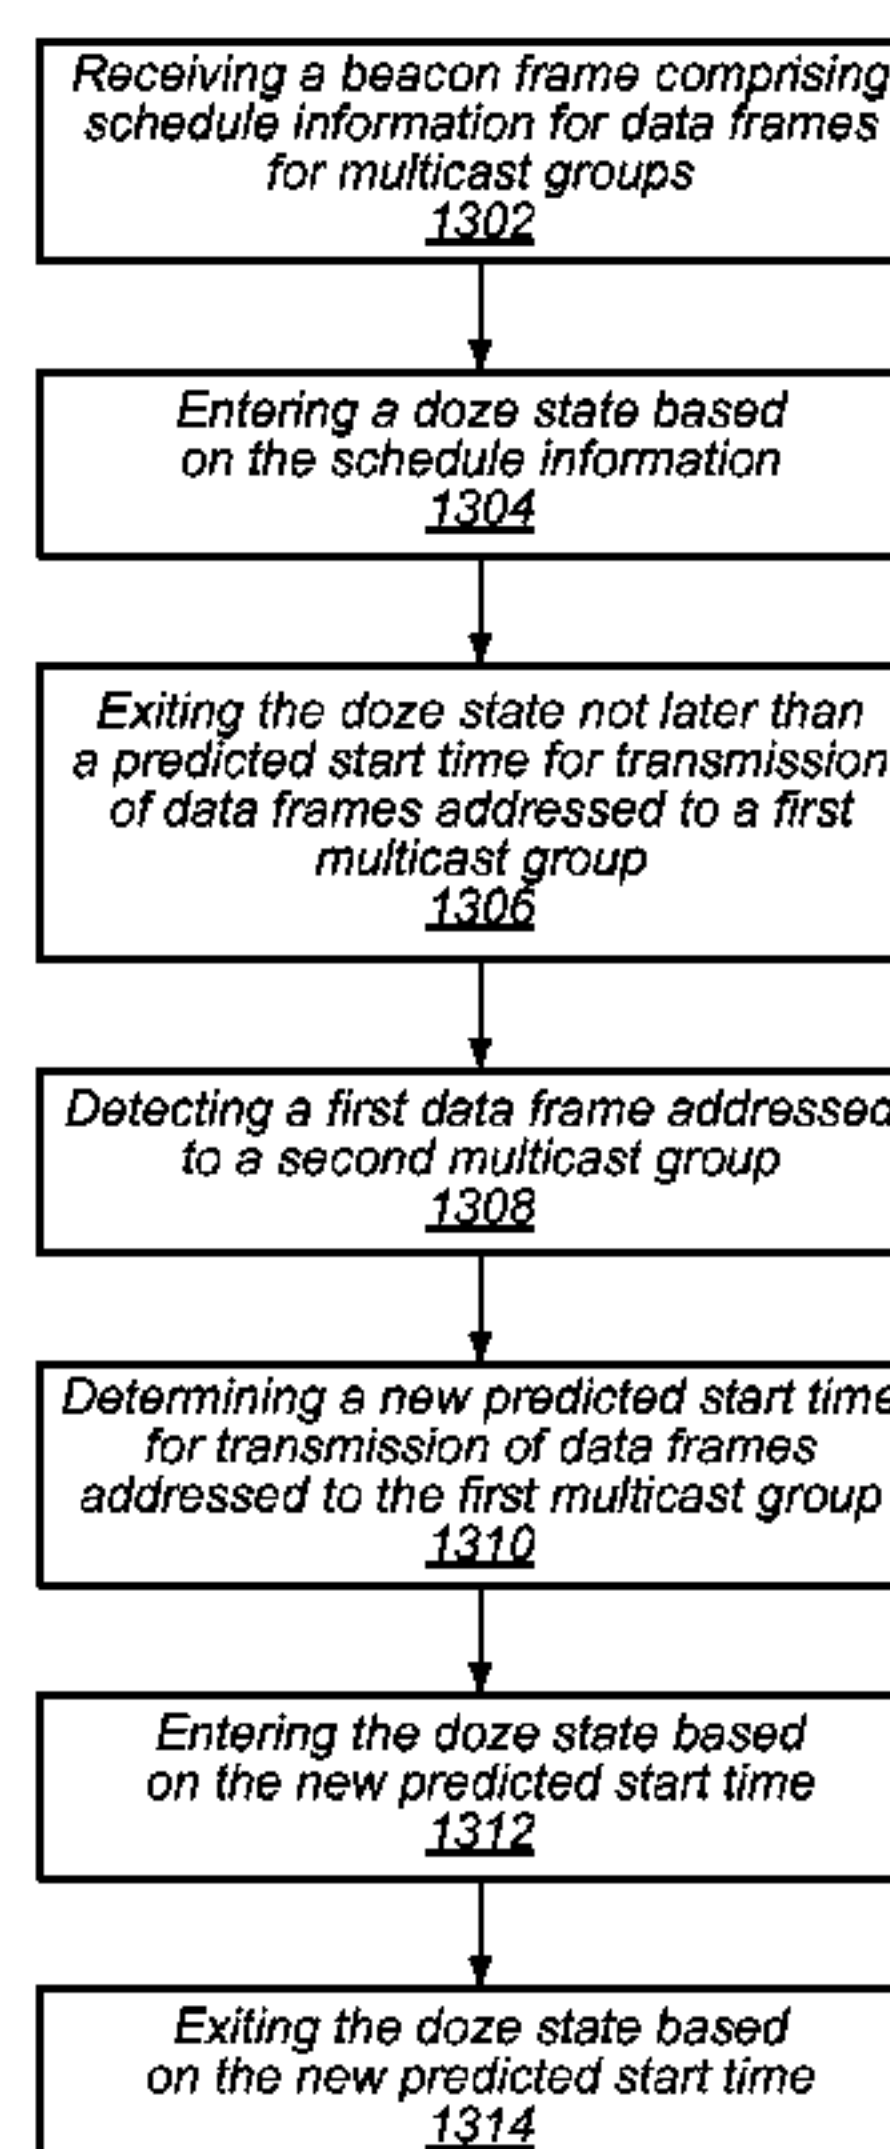 Receiving a beacon frame comprising
schedule information for data frames
for multicast groups
1302
Entering a doze state based
on the schedule information
1304
Exiting the doze state not later than
a predicted start time for transmission
of data frames addressed to a first
multicast group
1306
Detecting a first data frame addressed
to a second multicast group
1308
Determining a new predicted start time
for transmission of data frames
addressed to the first multicast group
1310
Entering the doze state based
on the new predicted start time
1312
Exiting the doze state based
on the new predicted start time
1314